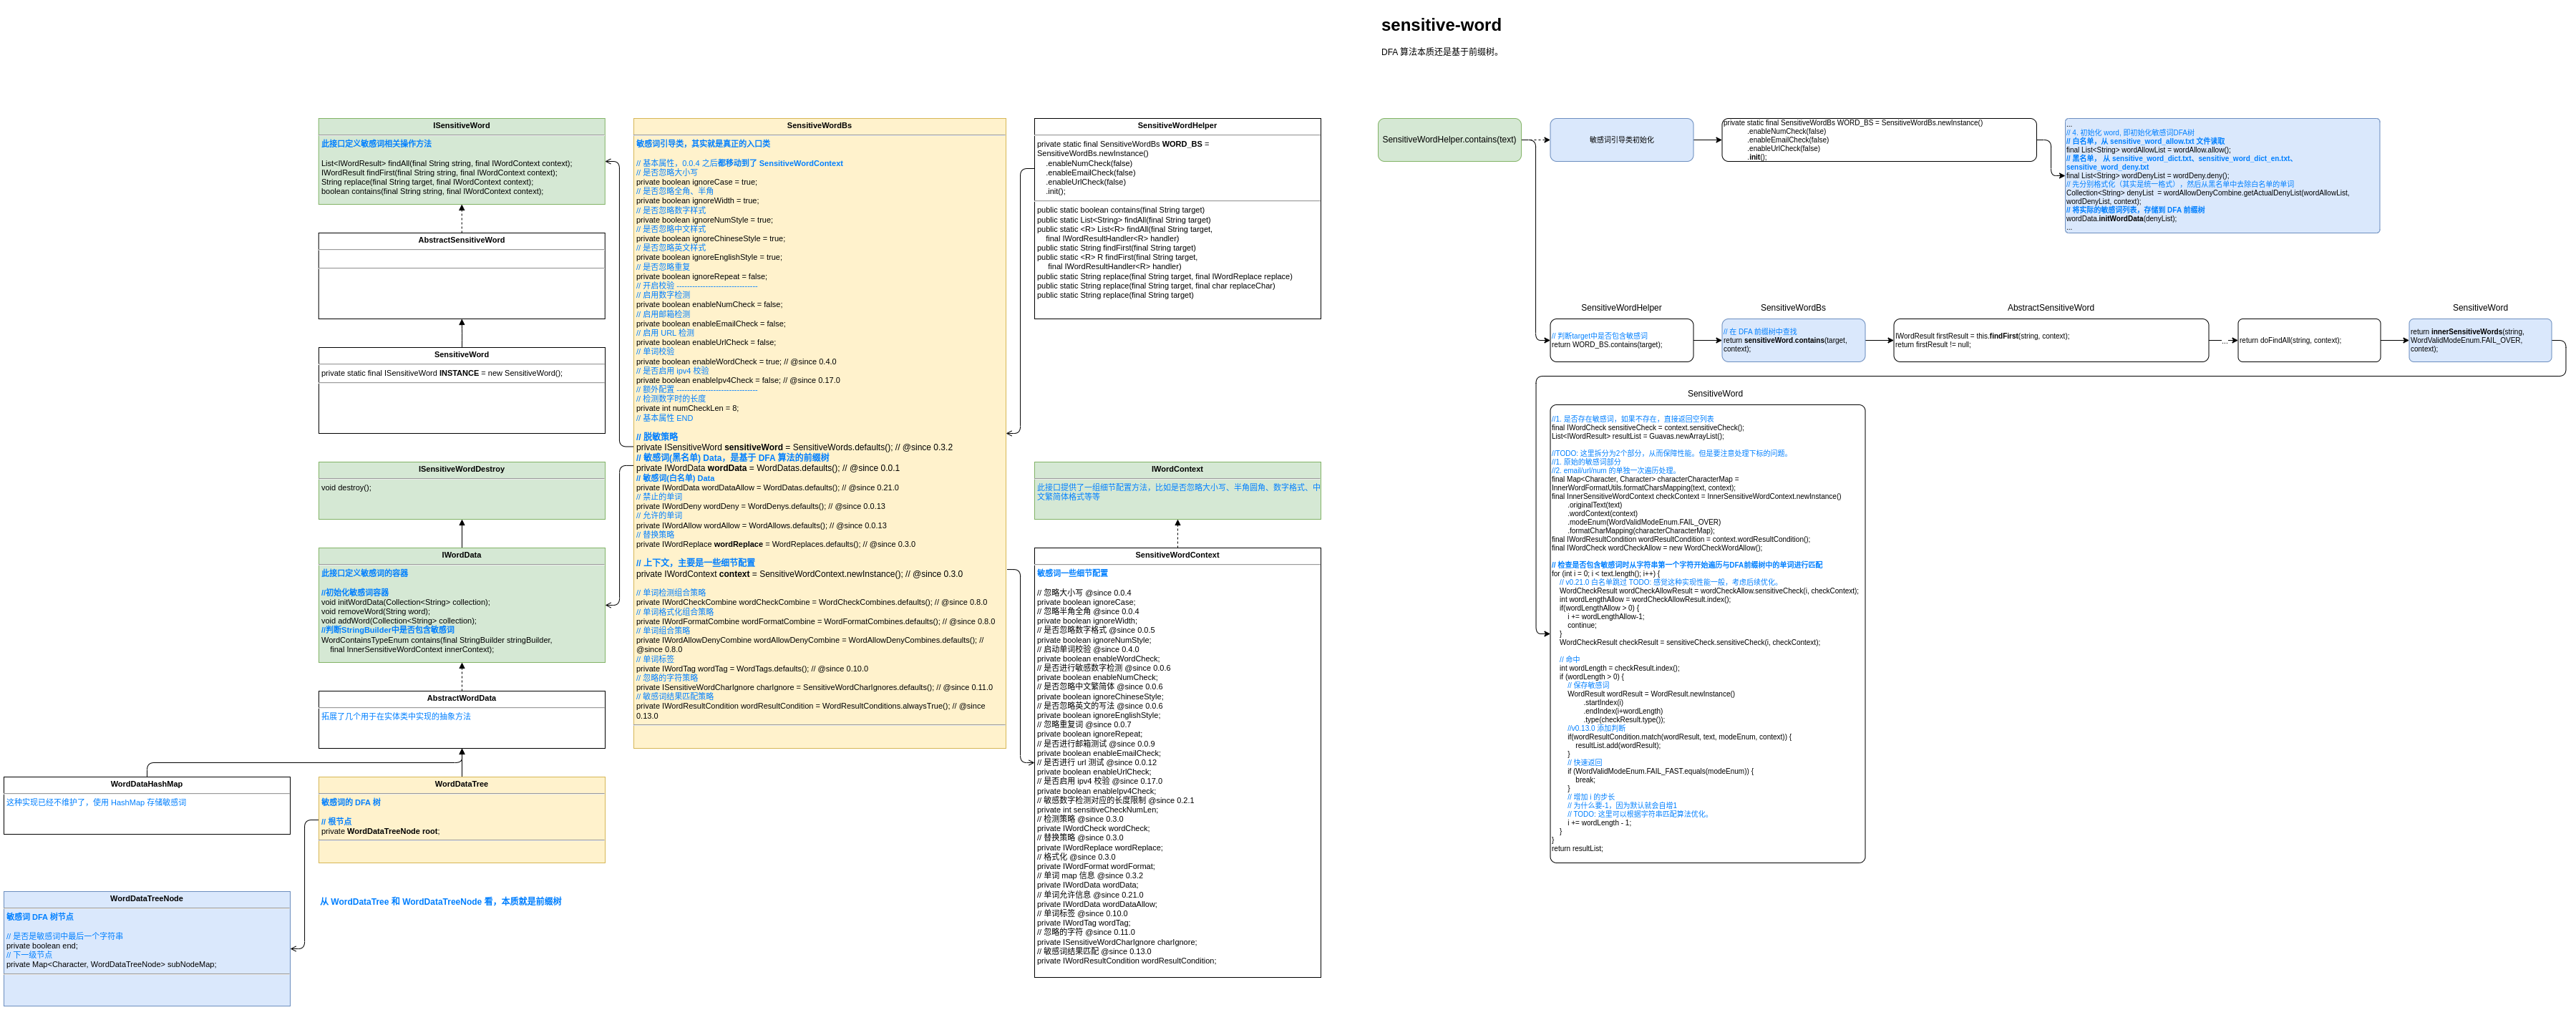 sensitive-word
DFA 算法本质还是基于前缀树。
ISensitiveWord
此接口定义敏感词相关操作方法
List<IWordResult> findAll(final String string, final IWordContext context);
IWordResult findFirst(final String string, final IWordContext context);
String replace(final String target, final IWordContext context);
boolean contains(final String string, final IWordContext context);
AbstractSensitiveWord
SensitiveWord
private static final ISensitiveWord INSTANCE = new SensitiveWord();
ISensitiveWordDestroy
void destroy();
IWordData
此接口定义敏感词的容器
//初始化敏感词容器
void initWordData(Collection<String> collection);
void removeWord(String word);
void addWord(Collection<String> collection);
//判断StringBuilder中是否包含敏感词
WordContainsTypeEnum contains(final StringBuilder stringBuilder,
final InnerSensitiveWordContext innerContext);
AbstractWordData
拓展了几个用于在实体类中实现的抽象方法
WordDataHashMap
这种实现已经不维护了，使用 HashMap 存储敏感词
WordDataTree
敏感词的 DFA 树
// 根节点
private WordDataTreeNode root;
WordDataTreeNode
敏感词 DFA 树节点
// 是否是敏感词中最后一个字符串
private boolean end;
// 下一级节点
private Map<Character, WordDataTreeNode> subNodeMap;
从 WordDataTree 和 WordDataTreeNode 看，本质就是前缀树
SensitiveWordBs
敏感词引导类，其实就是真正的入口类
// 基本属性，0.0.4 之后都移动到了 SensitiveWordContext
// 是否忽略大小写
private boolean ignoreCase = true;
// 是否忽略全角、半角
private boolean ignoreWidth = true;
// 是否忽略数字样式
private boolean ignoreNumStyle = true;
// 是否忽略中文样式
private boolean ignoreChineseStyle = true;
// 是否忽略英文样式
private boolean ignoreEnglishStyle = true;
// 是否忽略重复
private boolean ignoreRepeat = false;
// 开启校验 -------------------------------
// 启用数字检测
private boolean enableNumCheck = false;
// 启用邮箱检测
private boolean enableEmailCheck = false;
// 启用 URL 检测
private boolean enableUrlCheck = false;
// 单词校验
private boolean enableWordCheck = true; // @since 0.4.0
// 是否启用 ipv4 校验
private boolean enableIpv4Check = false; // @since 0.17.0
// 额外配置 -------------------------------
// 检测数字时的长度
private int numCheckLen = 8;
// 基本属性 END
// 脱敏策略
private ISensitiveWord sensitiveWord = SensitiveWords.defaults(); // @since 0.3.2
// 敏感词(黑名单) Data，是基于 DFA 算法的前缀树
private IWordData wordData = WordDatas.defaults(); // @since 0.0.1
// 敏感词(白名单) Data
private IWordData wordDataAllow = WordDatas.defaults(); // @since 0.21.0
// 禁止的单词
private IWordDeny wordDeny = WordDenys.defaults(); // @since 0.0.13
// 允许的单词
private IWordAllow wordAllow = WordAllows.defaults(); // @since 0.0.13
// 替换策略
private IWordReplace wordReplace = WordReplaces.defaults(); // @since 0.3.0
// 上下文，主要是一些细节配置
private IWordContext context = SensitiveWordContext.newInstance(); // @since 0.3.0
// 单词检测组合策略
private IWordCheckCombine wordCheckCombine = WordCheckCombines.defaults(); // @since 0.8.0
// 单词格式化组合策略
private IWordFormatCombine wordFormatCombine = WordFormatCombines.defaults(); // @since 0.8.0
// 单词组合策略
private IWordAllowDenyCombine wordAllowDenyCombine = WordAllowDenyCombines.defaults(); //
@since 0.8.0
// 单词标签
private IWordTag wordTag = WordTags.defaults(); // @since 0.10.0
// 忽略的字符策略
private ISensitiveWordCharIgnore charIgnore = SensitiveWordCharIgnores.defaults(); // @since 0.11.0
// 敏感词结果匹配策略
private IWordResultCondition wordResultCondition = WordResultConditions.alwaysTrue(); // @since
0.13.0
SensitiveWordHelper
private static final SensitiveWordBs WORD_BS =
SensitiveWordBs.newInstance()
.enableNumCheck(false)
.enableEmailCheck(false)
.enableUrlCheck(false)
.init();
public static boolean contains(final String target)
public static List<String> findAll(final String target)
public static <R> List<R> findAll(final String target,
final IWordResultHandler<R> handler)
public static String findFirst(final String target)
public static <R> R findFirst(final String target,
final IWordResultHandler<R> handler)
public static String replace(final String target, final IWordReplace replace)
public static String replace(final String target, final char replaceChar)
public static String replace(final String target)
IWordContext
此接口提供了一组细节配置方法，比如是否忽略大小写、半角圆角、数字格式、中
文繁简体格式等等
SensitiveWordContext
敏感词一些细节配置
// 忽略大小写 @since 0.0.4
private boolean ignoreCase;
// 忽略半角全角 @since 0.0.4
private boolean ignoreWidth;
// 是否忽略数字格式 @since 0.0.5
private boolean ignoreNumStyle;
// 启动单词校验 @since 0.4.0
private boolean enableWordCheck;
// 是否进行敏感数字检测 @since 0.0.6
private boolean enableNumCheck;
// 是否忽略中文繁简体 @since 0.0.6
private boolean ignoreChineseStyle;
// 是否忽略英文的写法 @since 0.0.6
private boolean ignoreEnglishStyle;
// 忽略重复词 @since 0.0.7
private boolean ignoreRepeat;
// 是否进行邮箱测试 @since 0.0.9
private boolean enableEmailCheck;
// 是否进行 url 测试 @since 0.0.12
private boolean enableUrlCheck;
// 是否启用 ipv4 校验 @since 0.17.0
private boolean enableIpv4Check;
// 敏感数字检测对应的长度限制 @since 0.2.1
private int sensitiveCheckNumLen;
// 检测策略 @since 0.3.0
private IWordCheck wordCheck;
// 替换策略 @since 0.3.0
private IWordReplace wordReplace;
// 格式化 @since 0.3.0
private IWordFormat wordFormat;
// 单词 map 信息 @since 0.3.2
private IWordData wordData;
// 单词允许信息 @since 0.21.0
private IWordData wordDataAllow;
// 单词标签 @since 0.10.0
private IWordTag wordTag;
// 忽略的字符 @since 0.11.0
private ISensitiveWordCharIgnore charIgnore;
// 敏感词结果匹配 @since 0.13.0
private IWordResultCondition wordResultCondition;
SensitiveWordHelper.contains(text)
敏感词引导类初始化
private static final SensitiveWordBs WORD_BS = SensitiveWordBs.newInstance()
.enableNumCheck(false)
.enableEmailCheck(false)
.enableUrlCheck(false)
.init();
...
// 4. 初始化 word, 即初始化敏感词DFA树
// 白名单，从 sensitive_word_allow.txt 文件读取
final List<String> wordAllowList = wordAllow.allow();
// 黑名单， 从 sensitive_word_dict.txt、sensitive_word_dict_en.txt、
sensitive_word_deny.txt
final List<String> wordDenyList = wordDeny.deny();
// 先分别格式化（其实是统一格式），然后从黑名单中去除白名单的单词
Collection<String> denyList = wordAllowDenyCombine.getActualDenyList(wordAllowList,
wordDenyList, context);
// 将实际的敏感词列表，存储到 DFA 前缀树
wordData.initWordData(denyList);
...
SensitiveWordHelper
// 判断target中是否包含敏感词
return WORD_BS.contains(target);
SensitiveWordBs
// 在 DFA 前缀树中查找
return sensitiveWord.contains(target,
context);
AbstractSensitiveWord
IWordResult firstResult = this.findFirst(string, context);
return firstResult != null;
...
return doFindAll(string, context);
SensitiveWord
return innerSensitiveWords(string,
WordValidModeEnum.FAIL_OVER,
context);
SensitiveWord
//1. 是否存在敏感词，如果不存在，直接返回空列表
final IWordCheck sensitiveCheck = context.sensitiveCheck();
List<IWordResult> resultList = Guavas.newArrayList();
//TODO: 这里拆分为2个部分，从而保障性能。但是要注意处理下标的问题。
//1. 原始的敏感词部分
//2. email/url/num 的单独一次遍历处理。
final Map<Character, Character> characterCharacterMap =
InnerWordFormatUtils.formatCharsMapping(text, context);
final InnerSensitiveWordContext checkContext = InnerSensitiveWordContext.newInstance()
.originalText(text)
.wordContext(context)
.modeEnum(WordValidModeEnum.FAIL_OVER)
.formatCharMapping(characterCharacterMap);
final IWordResultCondition wordResultCondition = context.wordResultCondition();
final IWordCheck wordCheckAllow = new WordCheckWordAllow();
// 检查是否包含敏感词时从字符串第一个字符开始遍历与DFA前缀树中的单词进行匹配
for (int i = 0; i < text.length(); i++) {
// v0.21.0 白名单跳过 TODO: 感觉这种实现性能一般，考虑后续优化。
WordCheckResult wordCheckAllowResult = wordCheckAllow.sensitiveCheck(i, checkContext);
int wordLengthAllow = wordCheckAllowResult.index();
if(wordLengthAllow > 0) {
i += wordLengthAllow-1;
continue;
}
WordCheckResult checkResult = sensitiveCheck.sensitiveCheck(i, checkContext);
// 命中
int wordLength = checkResult.index();
if (wordLength > 0) {
// 保存敏感词
WordResult wordResult = WordResult.newInstance()
.startIndex(i)
.endIndex(i+wordLength)
.type(checkResult.type());
//v0.13.0 添加判断
if(wordResultCondition.match(wordResult, text, modeEnum, context)) {
resultList.add(wordResult);
}
// 快速返回
if (WordValidModeEnum.FAIL_FAST.equals(modeEnum)) {
break;
}
// 增加 i 的步长
// 为什么要-1，因为默认就会自增1
// TODO: 这里可以根据字符串匹配算法优化。
i += wordLength - 1;
}
}
return resultList;